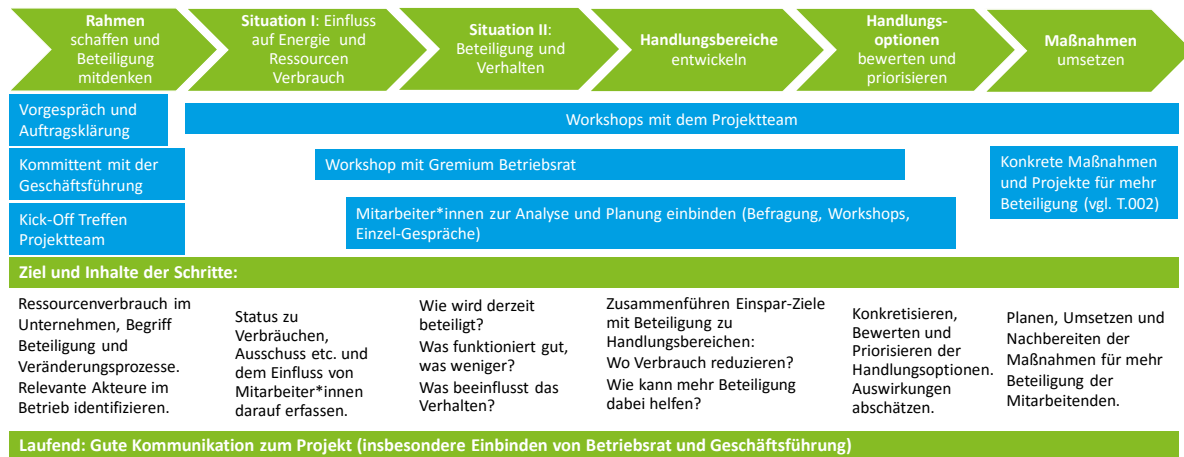 Rahmen
schaffen und
Beteiligung
mitdenken
Situation I: Einfluss
auf Energie und
Ressourcen
Verbrauch
Situation II:
Beteiligung und
Verhalten
Handlungsbereiche
entwickeln
Handlungs-
optionen
bewerten und
priorisieren
Maßnahmen
umsetzen
Vorgespräch und
Auftragsklärung
Workshops mit dem Projektteam
Kommittent mit der
Geschäftsführung
Workshop mit Gremium Betriebsrat
Konkrete Maßnahmen
und Projekte für mehr
Beteiligung (vgl. T.002)
Kick-Off Treffen
Projektteam
Mitarbeiter*innen zur Analyse und Planung einbinden (Befragung, Workshops,
Einzel-Gespräche)
Ziel und Inhalte der Schritte:
Ressourcenverbrauch im
Unternehmen, Begriff
Beteiligung und
Veränderungsprozesse.
Relevante Akteure im
Betrieb identifizieren.
Status zu
Verbräuchen,
Ausschuss etc. und
dem Einfluss von
Mitarbeiter*innen
darauf erfassen.
Wie wird derzeit
beteiligt?
Was funktioniert gut,
was weniger?
Was beeinflusst das
Verhalten?
Zusammenführen Einspar-Ziele
mit Beteiligung zu
Handlungsbereichen:
Wo Verbrauch reduzieren?
Wie kann mehr Beteiligung
dabei helfen?
Konkretisieren,
Bewerten und
Priorisieren der
Handlungsoptionen.
Auswirkungen
abschätzen.
Planen, Umsetzen und
Nachbereiten der
Maßnahmen für mehr
Beteiligung der
Mitarbeitenden.
Laufend: Gute Kommunikation zum Projekt (insbesondere Einbinden von Betriebsrat und Geschäftsführung)